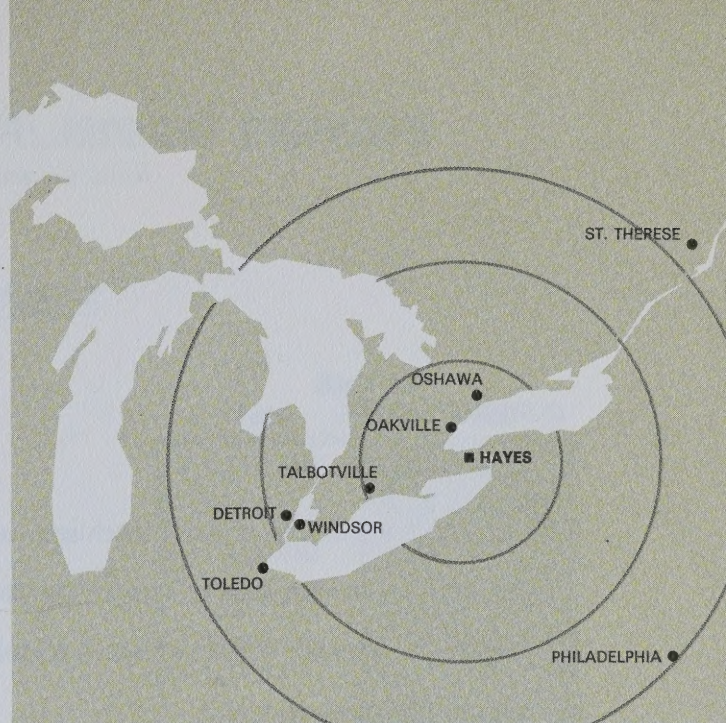 ST. THERESE
OSHAWA
OAKVILLE
HAYES
TALBOTVILLE
DETROIT
WINDSOR
TOLEDO
PHILADELPHIA